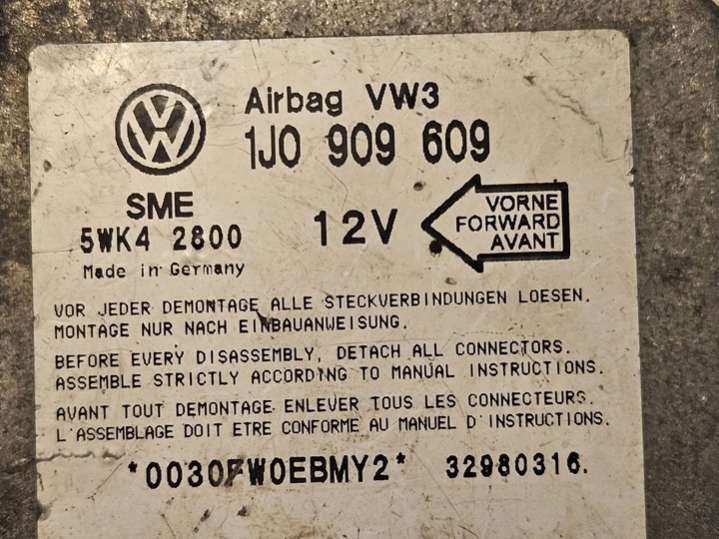 Airbag VW3
1J0 909 609
SME
5WK4 2800
Made in Germany
12V
VORNE
FORWARD
AVANT
VOR JEDER DEMONTAGE ALLE STECKVERBINDUNGEN LOESEN.
MONTAGE NUR NACH EINBAUANWEISUNG.
BEFORE EVERY DISASSEMBLY, DETACH ALL CONNECTORS.
ASSEMBLE STRICTLY ACCORDING TO MANUAL INSTRUCTIONS.
AVANT TOUT DEMONTAGE ENLEVER TOUS LES CONNECTEURS.
L'ASSEMBLAGE DOIT ETRE CONFORME AU MANUEL D'INSTRUCTIONS.
*0030FW0EBMY2* 32980316.